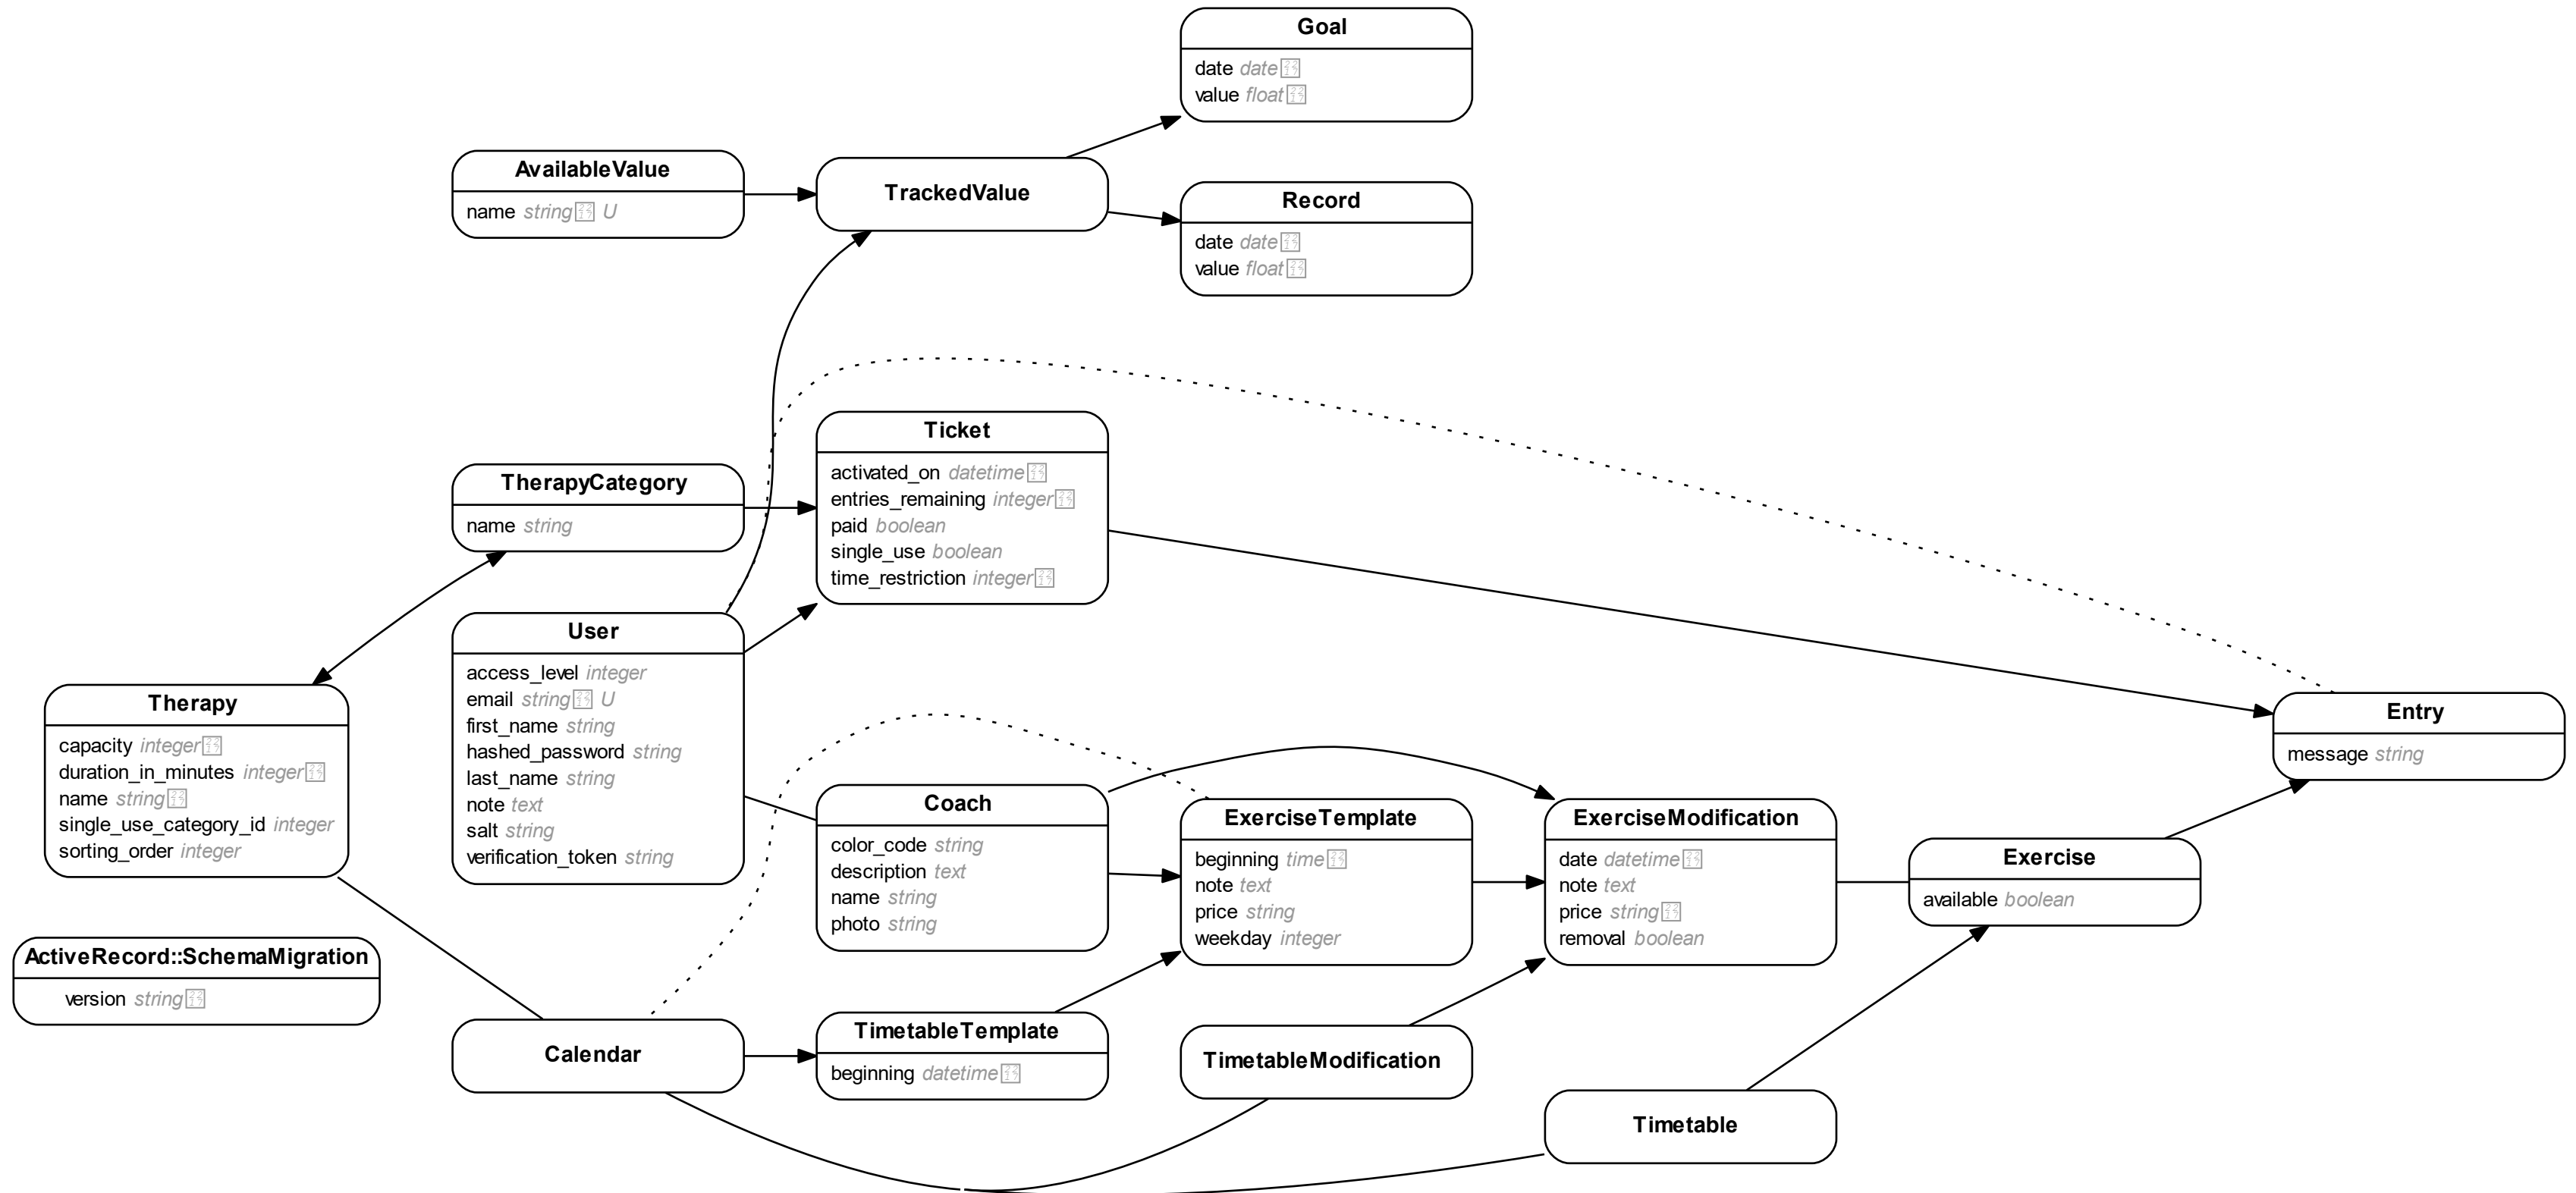 Goal
date date
value float
AvailableValue
name string U
TrackedValue
Record
date date
value float
Ticket
activated_on datetime
entries_remaining integer
paid boolean
single_use boolean
time_restriction integer
TherapyCategory
name string
User
access_level integer
email string U
first_name string
hashed_password string
last_name string
note text
salt string
verification_token string
Therapy
capacity integer
duration_in_minutes integer
name string
single_use_category_id integer
sorting_order integer
Entry
message string
Coach
color_code string
description text
name string
photo string
ExerciseTemplate
beginning time
note text
price string
weekday integer
ExerciseModification
date datetime
note text
price string
removal boolean
Exercise
available boolean
ActiveRecord::SchemaMigration
version string
Calendar
TimetableTemplate
beginning datetime
TimetableModification
Timetable